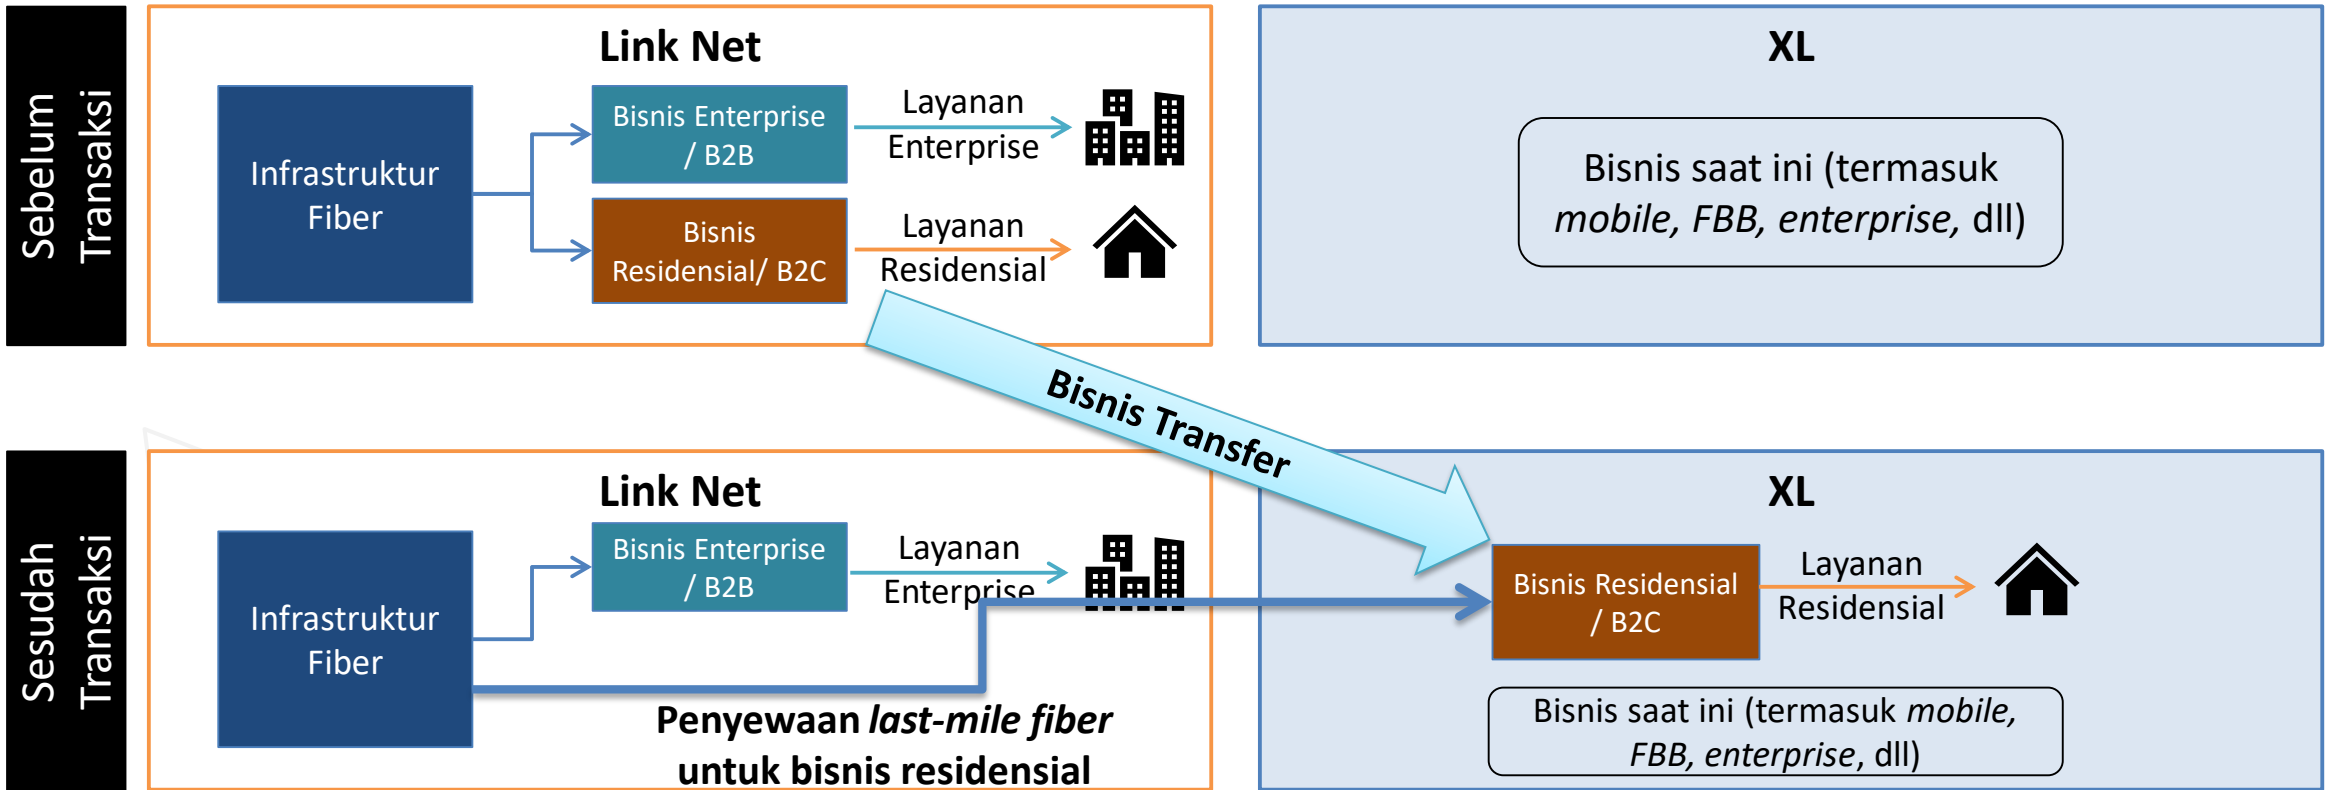 Sebelum
Transaksi
Link Net
Infrastruktur
Fiber
Bisnis Enterprise
/ B2B
Layanan
Enterprise
Bisnis
Residensial/ B2C
Layanan
Residensial
XL
Bisnis saat ini (termasuk
mobile, FBB, enterprise, dll)
Bisnis Transfer
Sesudah
Transaksi
Link Net
Infrastruktur
Fiber
Bisnis Enterprise
/ B2B
Layanan
Enterprise
Penyewaan last-mile fiber
untuk bisnis residensial
XL
Bisnis Residensial
/ B2C
Layanan
Residensial
Bisnis saat ini (termasuk mobile,
FBB, enterprise, dll)